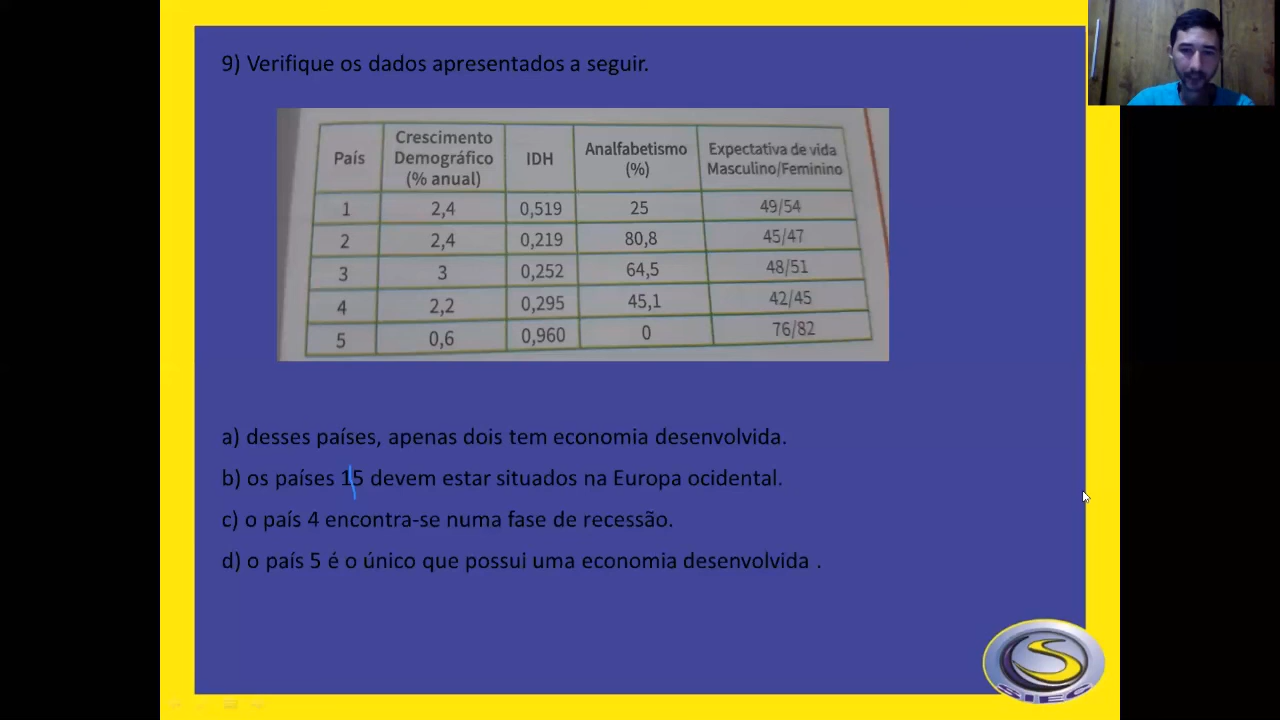 9) Verifique os dados apresentados a seguir.
País Crescimento Demográfico (% anual) IDH Analfabetismo (%) Expectativa de vida Masculino/Feminino
1 2,4 0,519 25 49/54
2 2,4 0,219 80,8 45/47
3 3 0,252 64,5 48/51
4 2,2 0,295 45,1 42/45
5 0,6 0,960 0 76/82
a) desses países, apenas dois tem economia desenvolvida.
b) os países 15 devem estar situados na Europa ocidental.
c) o país 4 encontra-se numa fase de recessão.
d) o país 5 é o único que possui uma economia desenvolvida .
SIEC